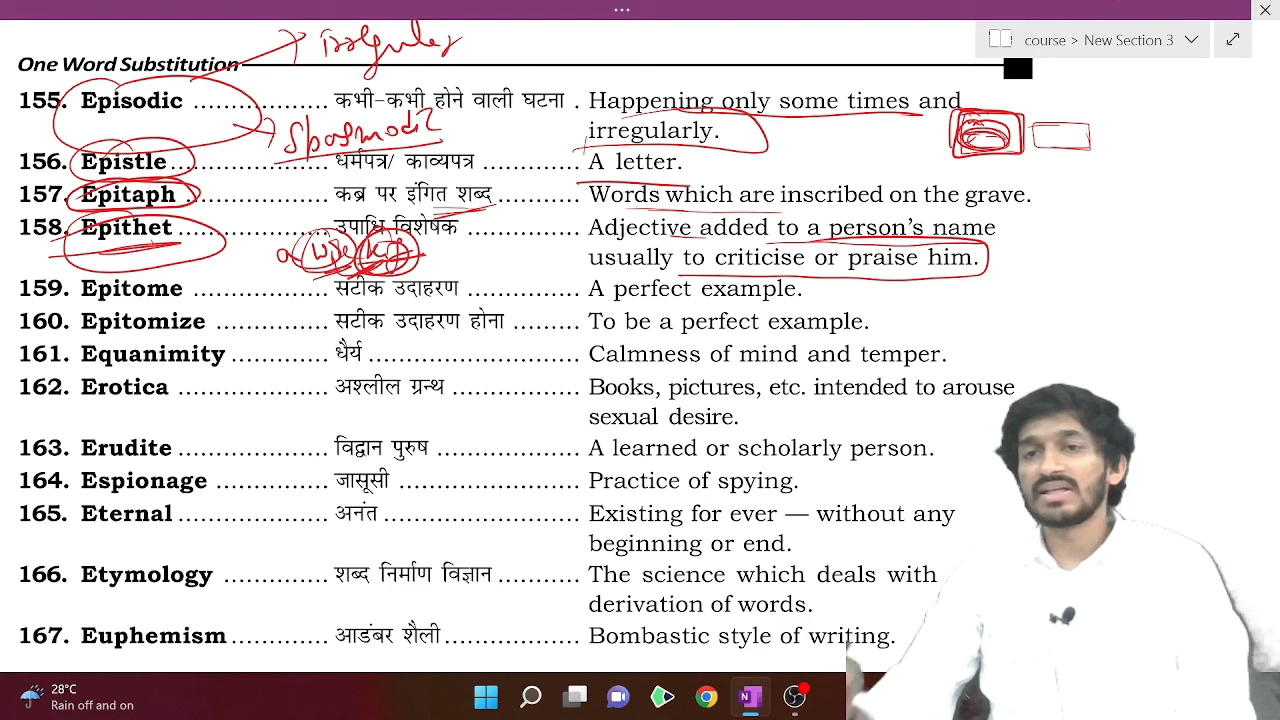 course > New Section 3
irregular
One Word Substitution
155. Episodic .................. कभी-कभी होने वाली घटना . Happening only some times and
irregularly.
Sporsmodic
156. Epistle ..................... धर्मपत्र/ काव्यपत्र ............. A letter.
157. Epitaph .................. कब्र पर इंगित शब्द ............ Words which are inscribed on the grave.
158. Epithet .................... उपाधि विशेषक ................ Adjective added to a person's name
a wise king usually to criticise or praise him.
159. Epitome ................... सटीक उदाहरण ............... A perfect example.
160. Epitomize ............... सटीक उदाहरण होना ......... To be a perfect example.
161. Equanimity ............. धैर्य ............................ Calmness of mind and temper.
162. Erotica .................... अश्लील ग्रन्थ ................. Books, pictures, etc. intended to arouse
sexual desire.
163. Erudite .................... विद्वान पुरुष .................... A learned or scholarly person.
164. Espionage ............... जासूसी ........................ Practice of spying.
165. Eternal .................... अनंत .......................... Existing for ever — without any
beginning or end.
166. Etymology .............. शब्द निर्माण विज्ञान ........... The science which deals with
derivation of words.
167. Euphemism ............. आडंबर शैली .................. Bombastic style of writing.
28°C
Rain off and on